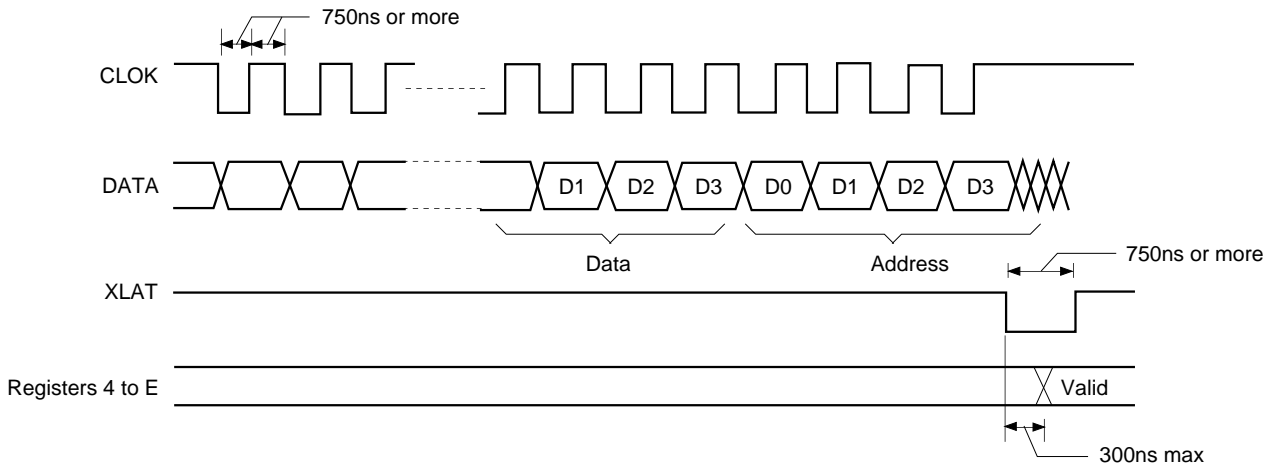 750ns or more
CLOK
DATA
D1 D2 D3 D0 D1 D2 D3
Data
Address
750ns or more
XLAT
Registers 4 to E
Valid
300ns max